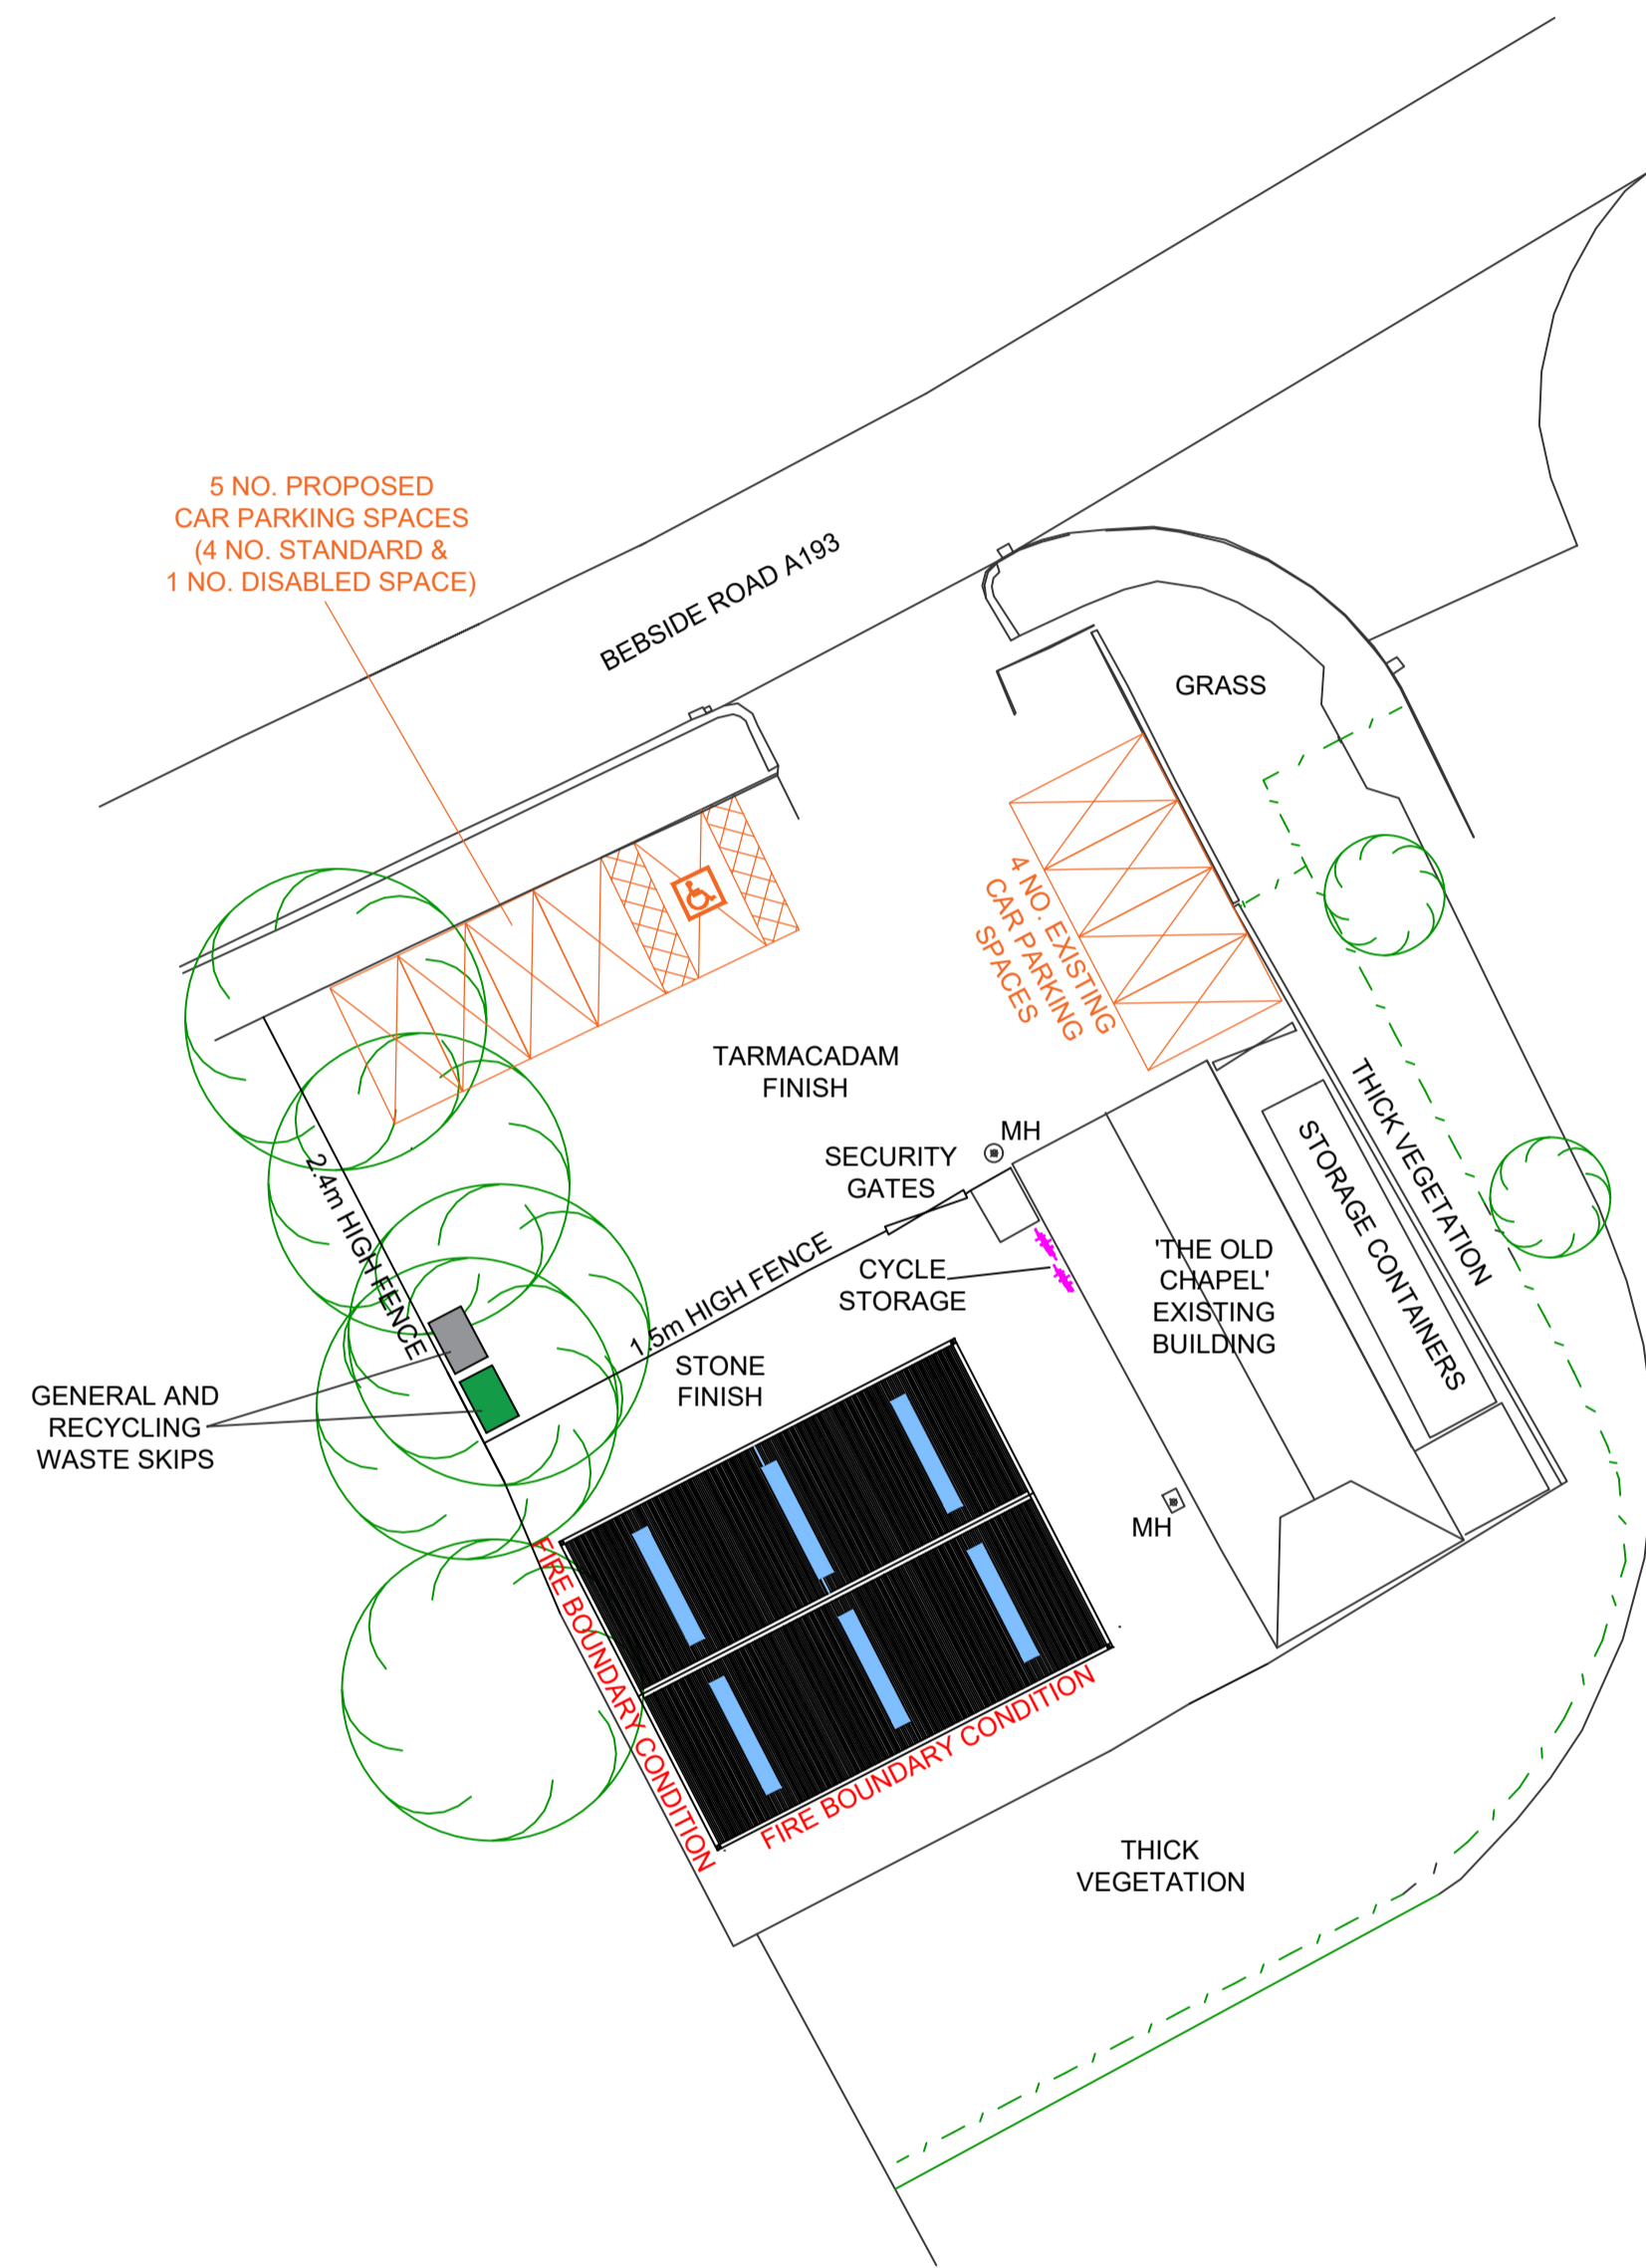 5 NO. PROPOSED
CAR PARKING SPACES
(4 NO. STANDARD &
1 NO. DISABLED SPACE)
BEBSIDE ROAD A193
GRASS
4 NO. EXISTING
CAR PARKING
SPACES
TARMACADAM
FINISH
MH
SECURITY
GATES
2.4m HIGH FENCE
THICK VEGETATION
STORAGE CONTAINERS
'THE OLD
CHAPEL'
EXISTING
BUILDING
CYCLE
STORAGE
1.5m HIGH FENCE
STONE
FINISH
GENERAL AND
RECYCLING
WASTE SKIPS
MH
FIRE BOUNDARY CONDITION
FIRE BOUNDARY CONDITION
THICK
VEGETATION